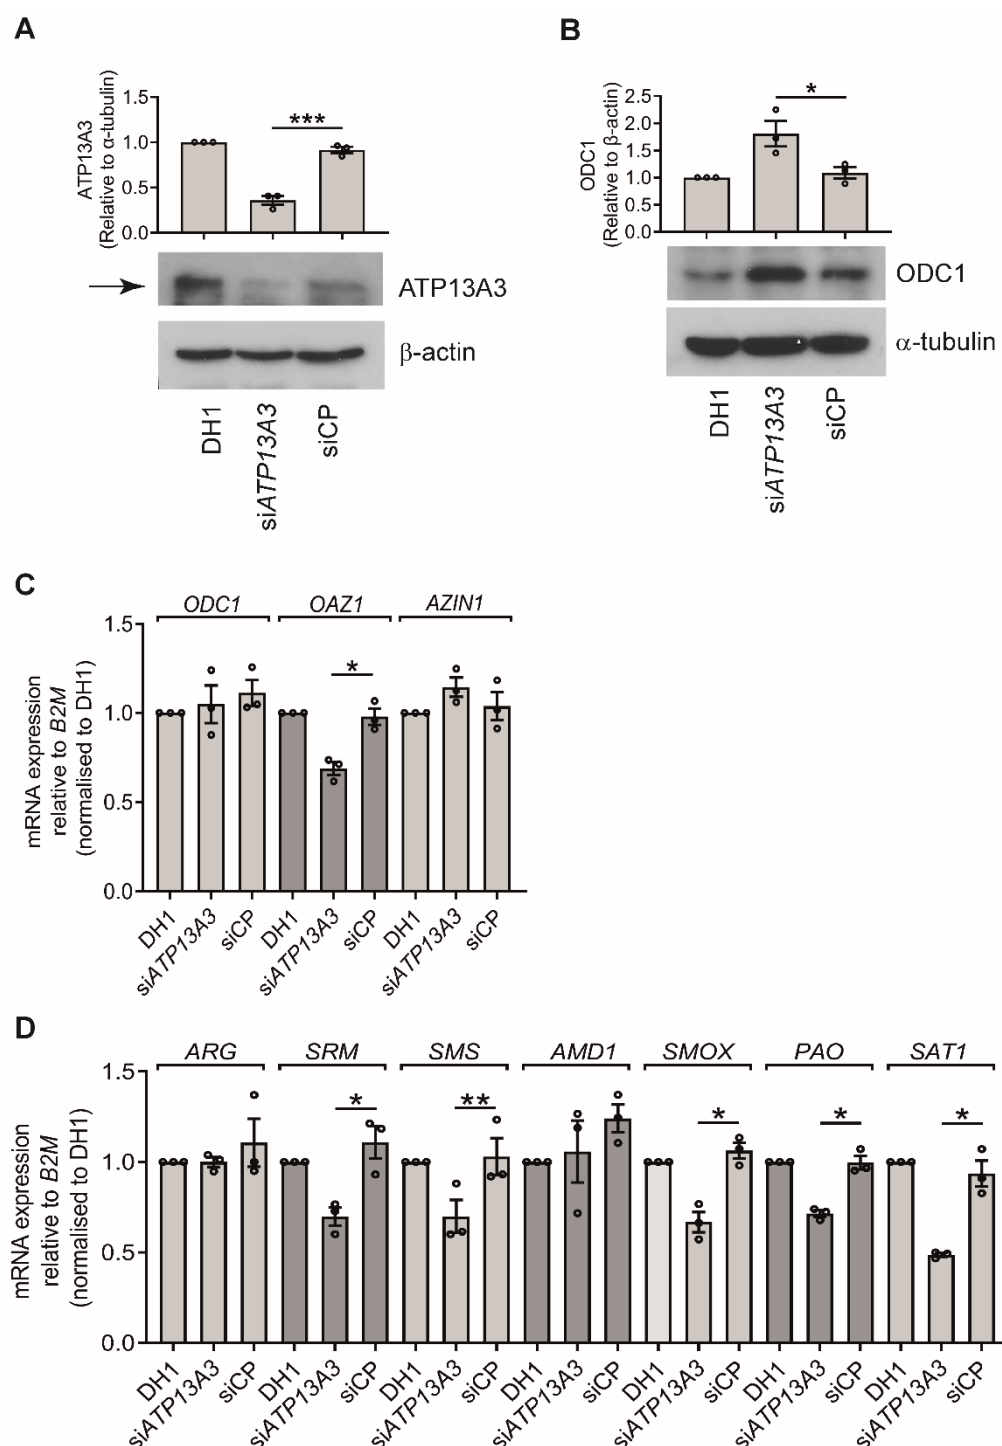 A
ATP13A3
(Relative to α-tubulin)
1.5
1.0
0.5
0.0
***
ATP13A3
β-actin
DH1
siATP13A3
siCP
B
ODC1
(Relative to β-actin)
2.5
2.0
1.5
1.0
0.5
0.0
*
ODC1
α-tubulin
DH1
siATP13A3
siCP
C
ODC1 OAZ1 AZIN1
mRNA expression
relative to B2M
(normalised to DH1)
1.5
1.0
0.5
0.0
*
DH1 siATP13A3 siCP DH1 siATP13A3 siCP DH1 siATP13A3 siCP
D
ARG SRM SMS AMD1 SMOX PAO SAT1
mRNA expression
relative to B2M
(normalised to DH1)
1.5
1.0
0.5
0.0
* ** * * *
DH1 siATP13A3 siCP DH1 siATP13A3 siCP DH1 siATP13A3 siCP DH1 siATP13A3 siCP DH1 siATP13A3 siCP DH1 siATP13A3 siCP DH1 siATP13A3 siCP